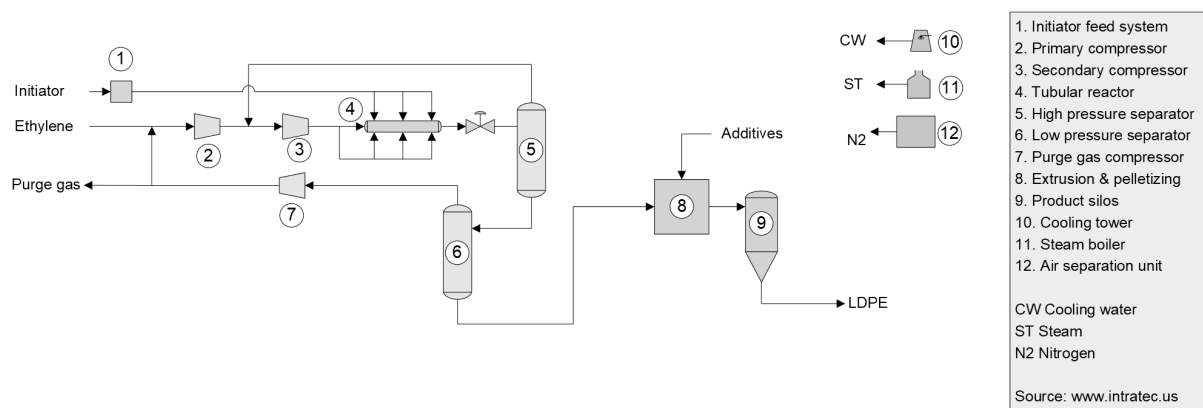 1
Initiator
Ethylene
2
3
4
5
Purge gas
7
6
Additives
8
9
LDPE
CW
10
ST
11
N2
12
1. Initiator feed system
2. Primary compressor
3. Secondary compressor
4. Tubular reactor
5. High pressure separator
6. Low pressure separator
7. Purge gas compressor
8. Extrusion & pelletizing
9. Product silos
10. Cooling tower
11. Steam boiler
12. Air separation unit
CW Cooling water
ST Steam
N2 Nitrogen
Source: www.intratec.us